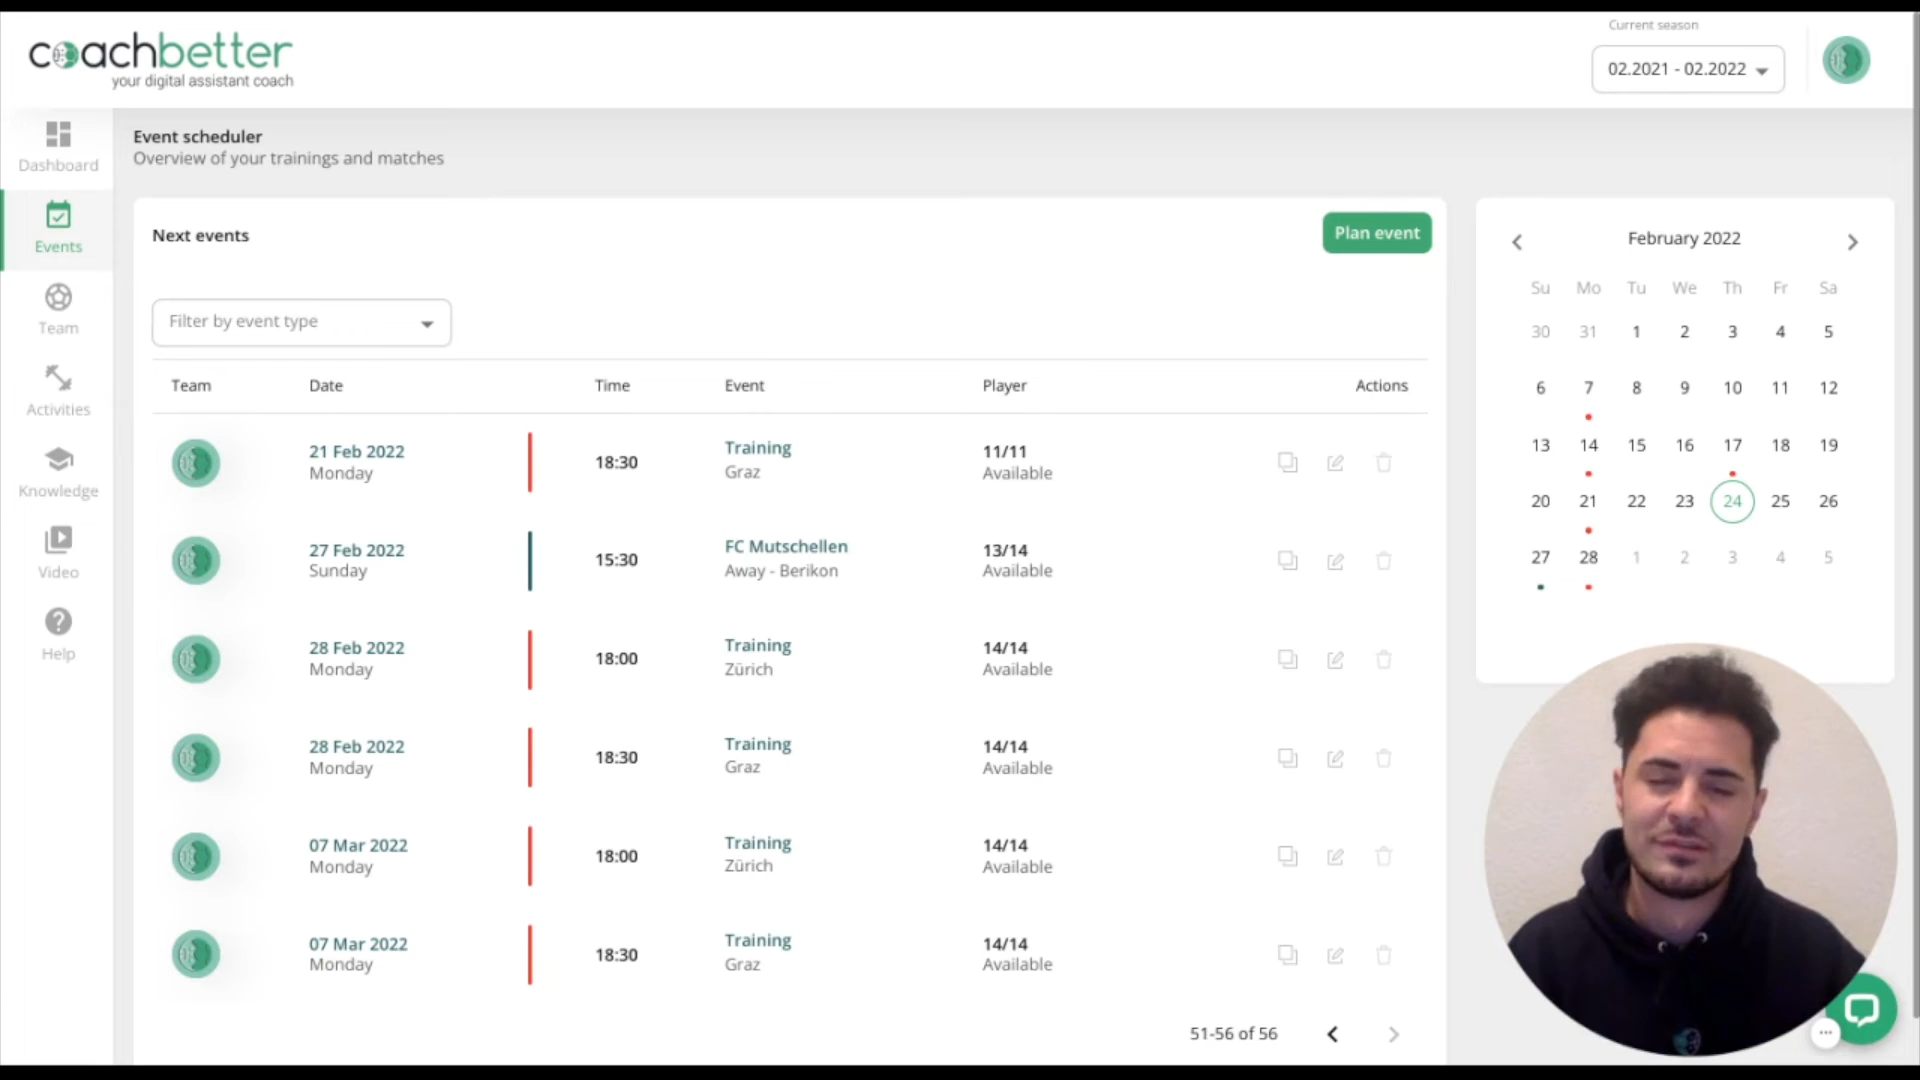 coachbetter
your digital assistant coach
Current season
02.2021 - 02.2022
Dashboard
Events
Team
Activities
Knowledge
Video
Help
Event scheduler
Overview of your trainings and matches
Next events
Plan event
Filter by event type
Team Date Time Event Player Actions
21 Feb 2022 18:30 Training 11/11
Monday Graz Available
27 Feb 2022 15:30 FC Mutschellen 13/14
Sunday Away - Berikon Available
28 Feb 2022 18:00 Training 14/14
Monday Zürich Available
28 Feb 2022 18:30 Training 14/14
Monday Graz Available
07 Mar 2022 18:00 Training 14/14
Monday Zürich Available
07 Mar 2022 18:30 Training 14/14
Monday Graz Available
51-56 of 56
February 2022
Su Mo Tu We Th Fr Sa
30 31 1 2 3 4 5
6 7 8 9 10 11 12
13 14 15 16 17 18 19
20 21 22 23 24 25 26
27 28 1 2 3 4 5